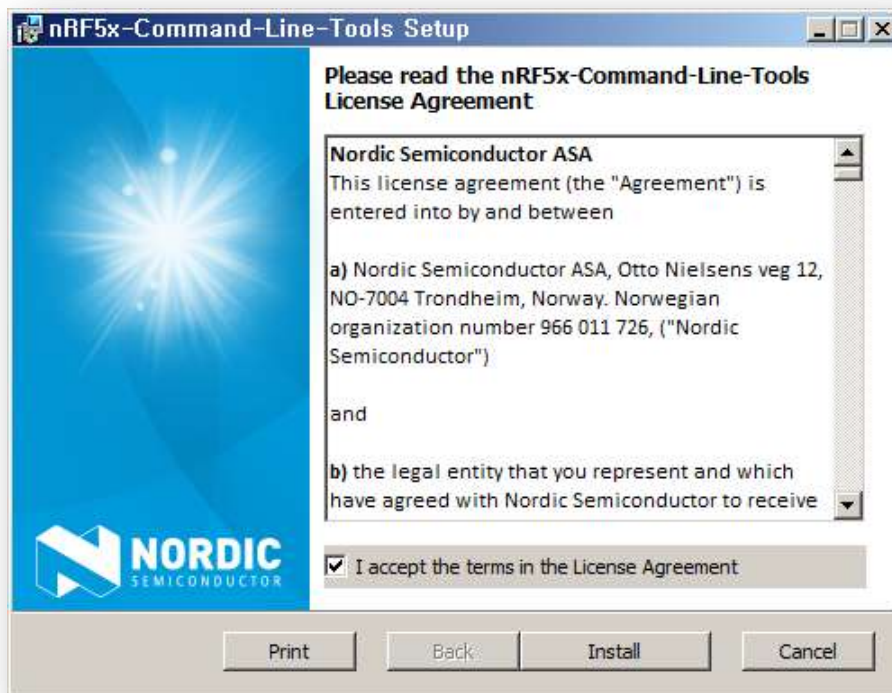 nRF5x-Command-Line-Tools Setup
Please read the nRF5x-Command-Line-Tools
License Agreement
Nordic Semiconductor ASA
This license agreement (the "Agreement") is
entered into by and between
a) Nordic Semiconductor ASA, Otto Nielsens veg 12,
NO-7004 Trondheim, Norway. Norwegian
organization number 966 011 726, ("Nordic
Semiconductor")
and
b) the legal entity that you represent and which
have agreed with Nordic Semiconductor to receive
NORDIC
SEMICONDUCTOR
I accept the terms in the License Agreement
Print
Back
Install
Cancel